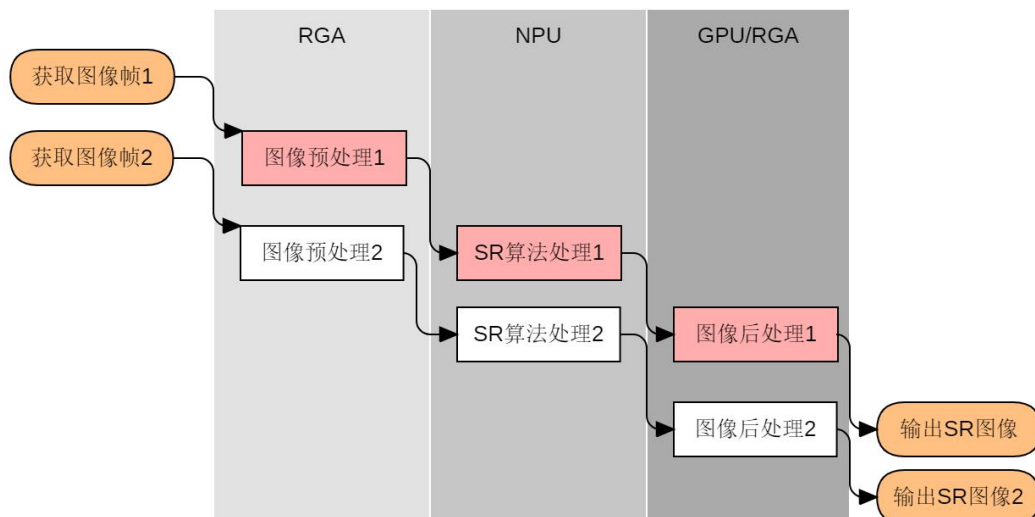 RGA
NPU
GPU/RGA
获取图像帧1
获取图像帧2
图像预处理1
图像预处理2
SR算法处理1
SR算法处理2
图像后处理1
图像后处理2
输出SR图像
输出SR图像2